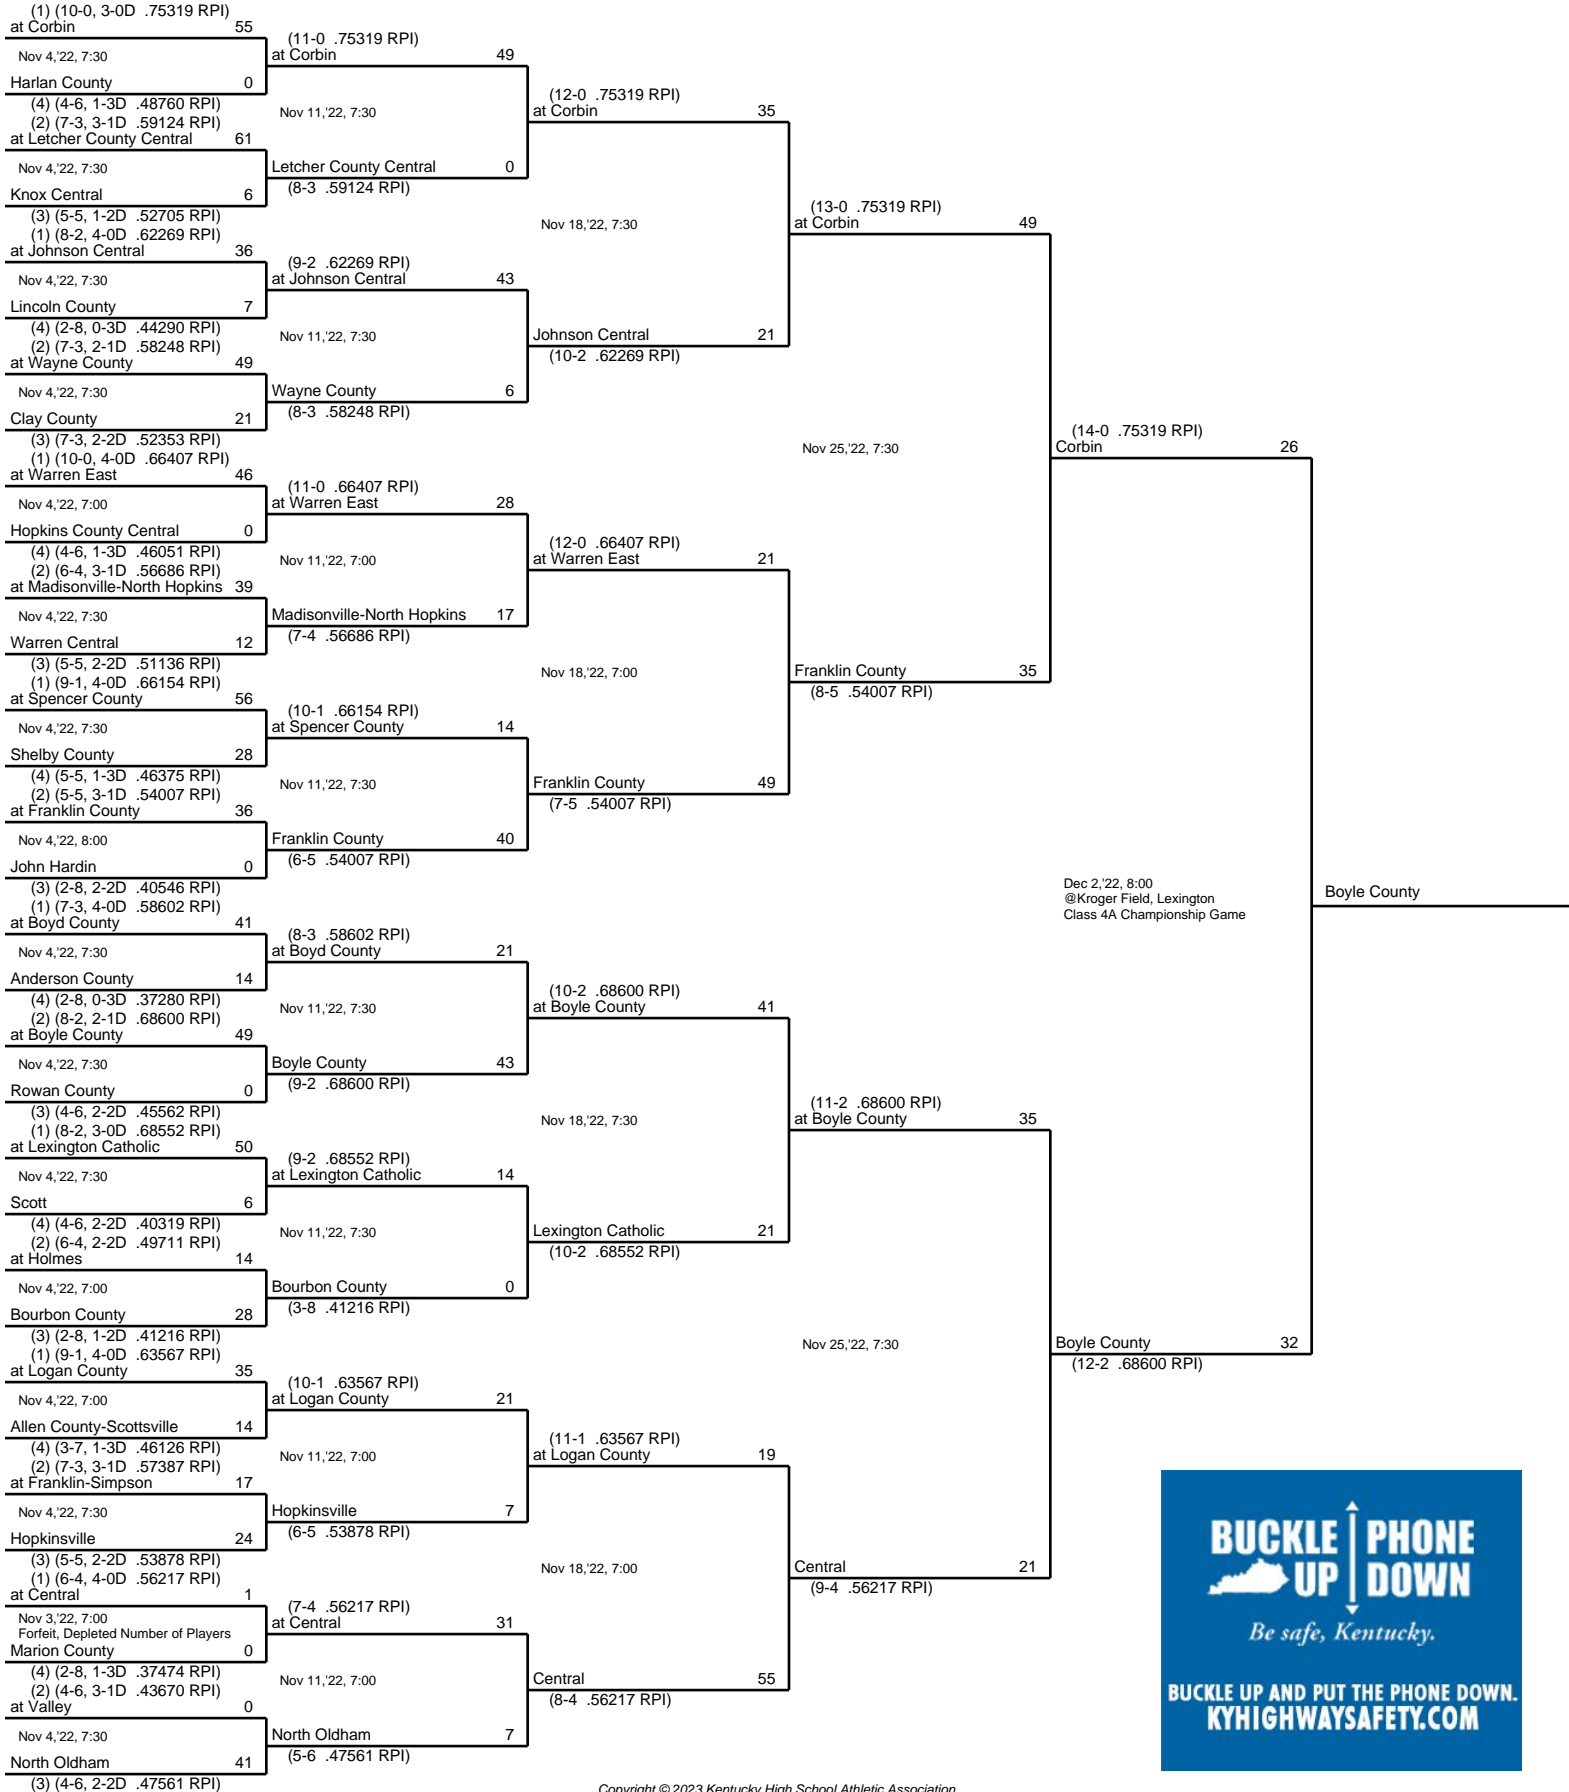 (1) (10-0, 3-0D .75319 RPI)
at Corbin 55
Nov 4,'22, 7:30
Harlan County 0
(4) (4-6, 1-3D .48760 RPI)
(2) (7-3, 3-1D .59124 RPI)
at Letcher County Central 61
Nov 4,'22, 7:30
Knox Central 6
(3) (5-5, 1-2D .52705 RPI)
(1) (8-2, 4-0D .62269 RPI)
at Johnson Central 36
Nov 4,'22, 7:30
Lincoln County 7
(4) (2-8, 0-3D .44290 RPI)
(2) (7-3, 2-1D .58248 RPI)
at Wayne County 49
Nov 4,'22, 7:30
Clay County 21
(3) (7-3, 2-2D .52353 RPI)
(1) (10-0, 4-0D .66407 RPI)
at Warren East 46
Nov 4,'22, 7:00
Hopkins County Central 0
(4) (4-6, 1-3D .46051 RPI)
(2) (6-4, 3-1D .56686 RPI)
at Madisonville-North Hopkins 39
Nov 4,'22, 7:30
Warren Central 12
(3) (5-5, 2-2D .51136 RPI)
(1) (9-1, 4-0D .66154 RPI)
at Spencer County 56
Nov 4,'22, 7:30
Shelby County 28
(4) (5-5, 1-3D .46375 RPI)
(2) (5-5, 3-1D .54007 RPI)
at Franklin County 36
Nov 4,'22, 8:00
John Hardin 0
(3) (2-8, 2-2D .40546 RPI)
(1) (7-3, 4-0D .58602 RPI)
at Boyd County 41
Nov 4,'22, 7:30
Anderson County 14
(4) (2-8, 0-3D .37280 RPI)
(2) (8-2, 2-1D .68600 RPI)
at Boyle County 49
Nov 4,'22, 7:30
Rowan County 0
(3) (4-6, 2-2D .45562 RPI)
(1) (8-2, 3-0D .68552 RPI)
at Lexington Catholic 50
Nov 4,'22, 7:30
Scott 6
(4) (4-6, 2-2D .40319 RPI)
(2) (6-4, 2-2D .49711 RPI)
at Holmes 14
Nov 4,'22, 7:00
Bourbon County 28
(3) (2-8, 1-2D .41216 RPI)
(1) (9-1, 4-0D .63567 RPI)
at Logan County 35
Nov 4,'22, 7:00
Allen County-Scottsville 14
(4) (3-7, 1-3D .46126 RPI)
(2) (7-3, 3-1D .57387 RPI)
at Franklin-Simpson 17
Nov 4,'22, 7:30
Hopkinsville 24
(3) (5-5, 2-2D .53878 RPI)
(1) (6-4, 4-0D .56217 RPI)
at Central 1
Nov 3,'22, 7:00
Forfeit, Depleted Number of Players
Marion County 0
(4) (2-8, 1-3D .37474 RPI)
(2) (4-6, 3-1D .43670 RPI)
at Valley 0
Nov 4,'22, 7:30
North Oldham 41
(3) (4-6, 2-2D .47561 RPI)
(11-0 .75319 RPI)
at Corbin 49
Nov 11,'22, 7:30
Letcher County Central 0
(8-3 .59124 RPI)
(9-2 .62269 RPI)
at Johnson Central 43
Nov 11,'22, 7:30
Wayne County 6
(8-3 .58248 RPI)
(11-0 .66407 RPI)
at Warren East 28
Nov 11,'22, 7:00
Madisonville-North Hopkins 17
(7-4 .56686 RPI)
(10-1 .66154 RPI)
at Spencer County 14
Nov 11,'22, 7:30
Franklin County 40
(6-5 .54007 RPI)
(8-3 .58602 RPI)
at Boyd County 21
Nov 11,'22, 7:30
Boyle County 43
(9-2 .68600 RPI)
(9-2 .68552 RPI)
at Lexington Catholic 14
Nov 11,'22, 7:30
Bourbon County 0
(3-8 .41216 RPI)
(10-1 .63567 RPI)
at Logan County 21
Nov 11,'22, 7:00
Hopkinsville 7
(6-5 .53878 RPI)
(7-4 .56217 RPI)
at Central 31
Nov 11,'22, 7:00
North Oldham 7
(5-6 .47561 RPI)
(12-0 .75319 RPI)
at Corbin 35
Nov 18,'22, 7:30
Johnson Central 21
(10-2 .62269 RPI)
(12-0 .66407 RPI)
at Warren East 21
Nov 18,'22, 7:00
Franklin County 49
(7-5 .54007 RPI)
(10-2 .68600 RPI)
at Boyle County 41
Nov 18,'22, 7:30
Lexington Catholic 21
(10-2 .68552 RPI)
(11-1 .63567 RPI)
at Logan County 19
Nov 18,'22, 7:00
Central 55
(8-4 .56217 RPI)
(13-0 .75319 RPI)
at Corbin 49
Nov 25,'22, 7:30
Franklin County 35
(8-5 .54007 RPI)
(11-2 .68600 RPI)
at Boyle County 35
Nov 25,'22, 7:30
Central 21
(9-4 .56217 RPI)
(14-0 .75319 RPI)
Corbin 26
Dec 2,'22, 8:00
@Kroger Field, Lexington
Class 4A Championship Game
Boyle County 32
(12-2 .68600 RPI)
Boyle County
BUCKLE PHONE
UP DOWN
Be safe, Kentucky.
BUCKLE UP AND PUT THE PHONE DOWN.
KYHIGHWAYSAFETY.COM
Copyright © 2023 Kentucky High School Athletic Association